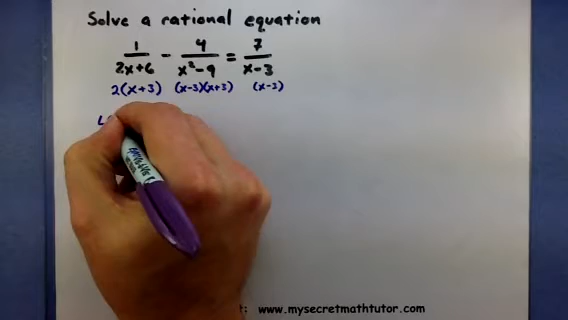 Solve a rational equation
1/(2x+6) - 4/(x²-9) = 7/(x-3)
2(x+3) (x-3)(x+3) (x-3)
L
www.mysecretmathtutor.com